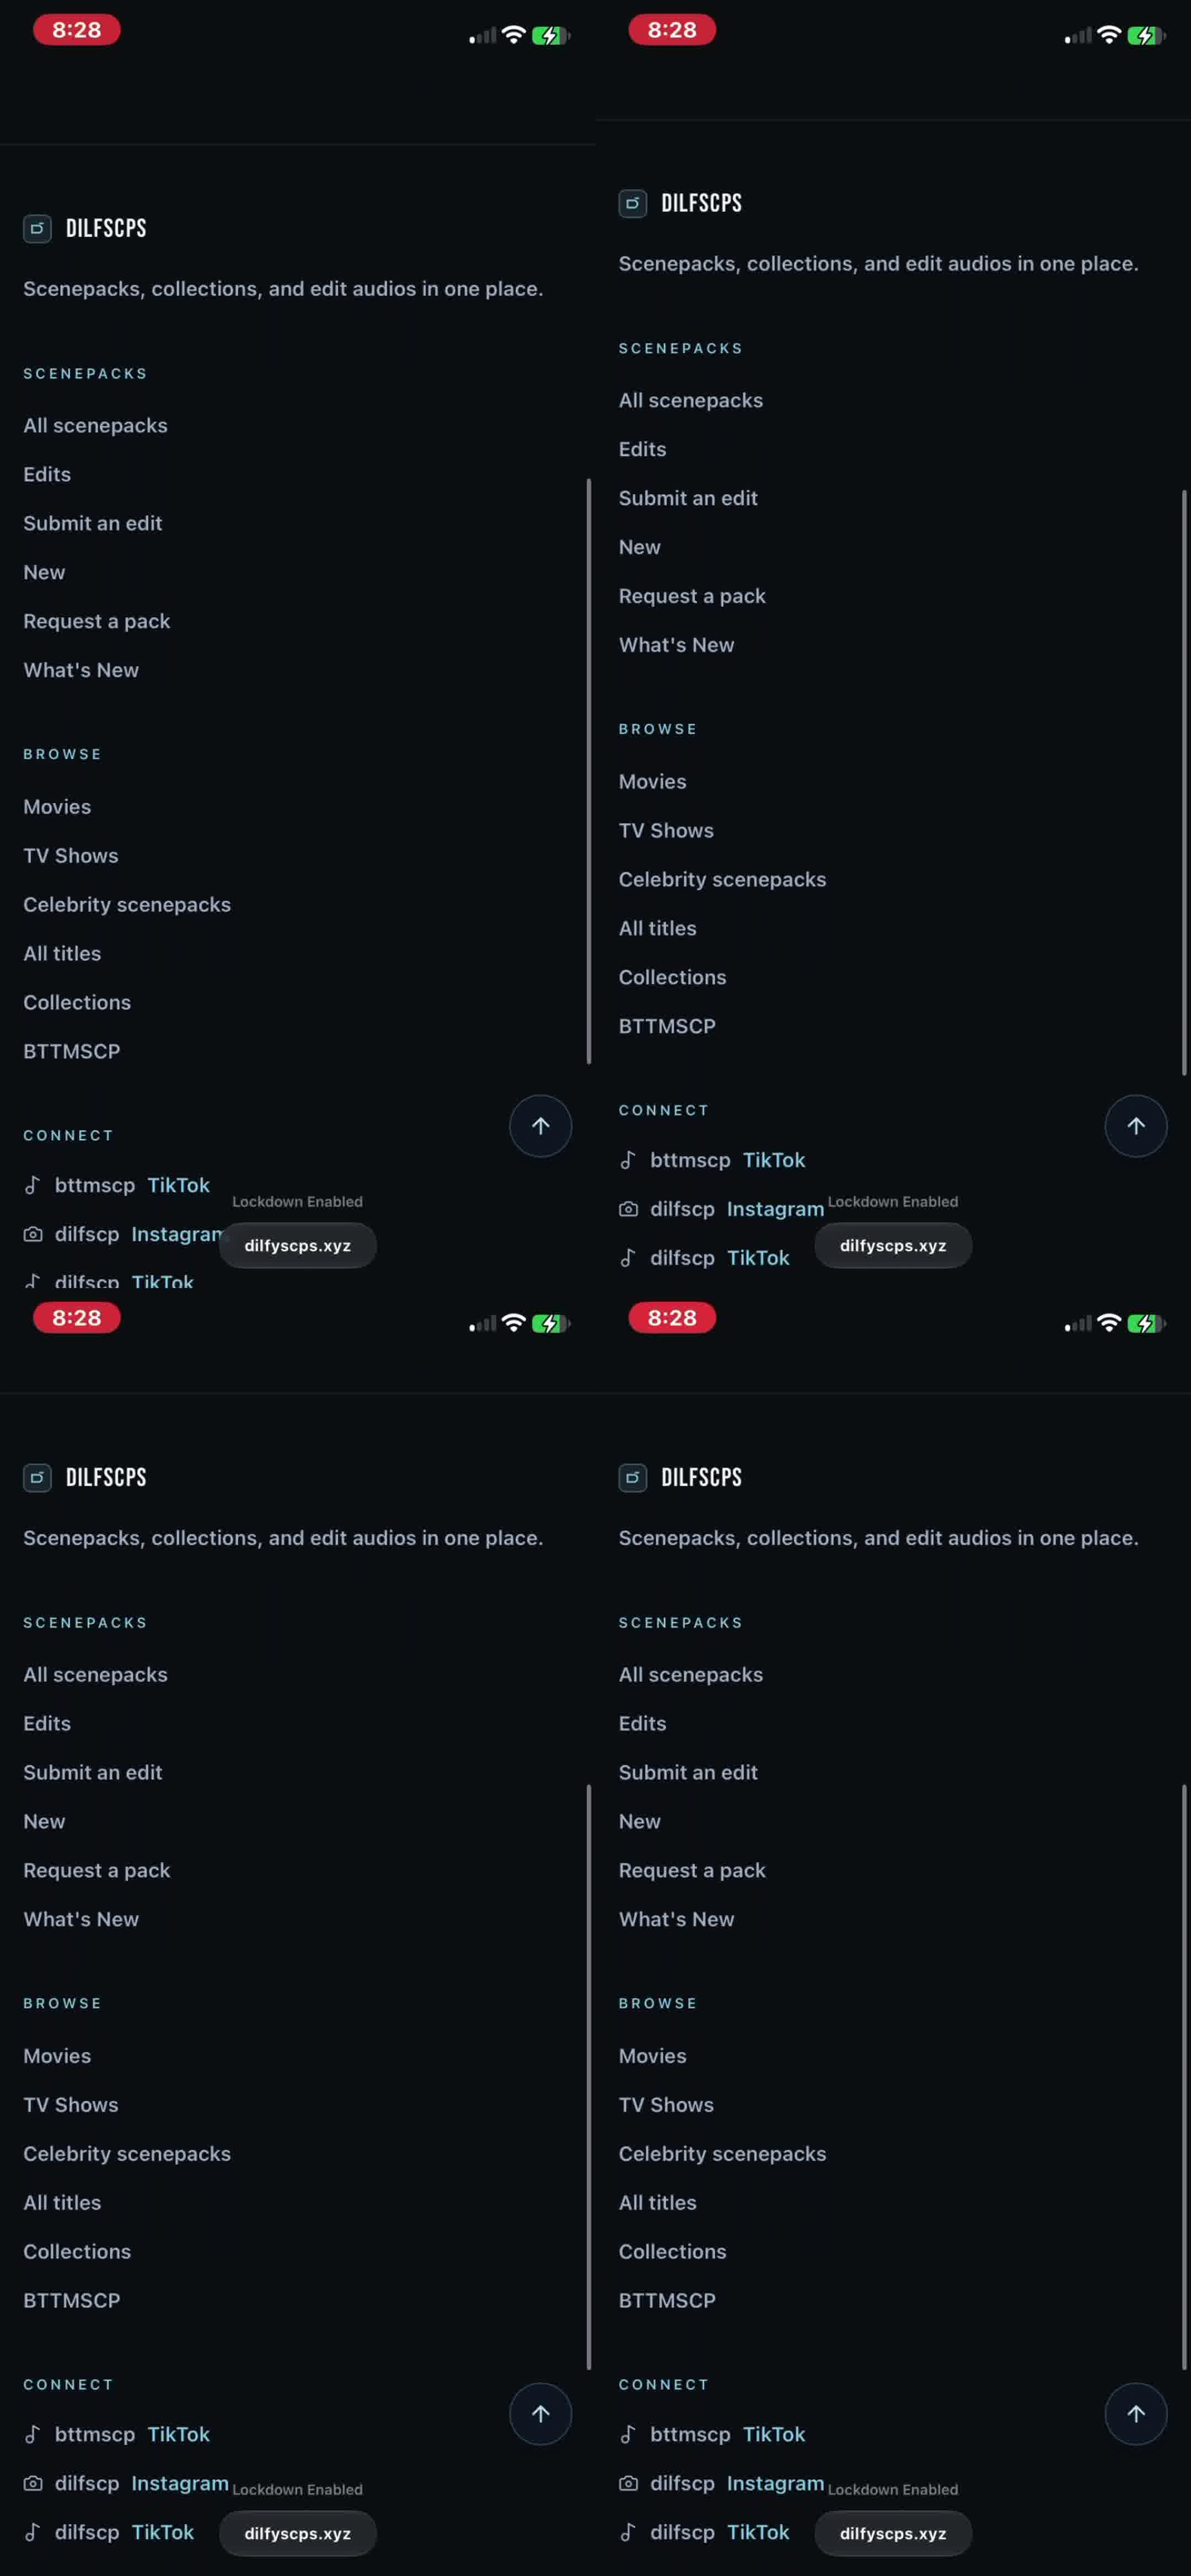 8:28
DILFSCPS
Scenepacks, collections, and edit audios in one place.
SCENEPACKS
All scenepacks
Edits
Submit an edit
New
Request a pack
What's New
BROWSE
Movies
TV Shows
Celebrity scenepacks
All titles
Collections
BTTMSCP
CONNECT
bttmscp TikTok
Lockdown Enabled
dilfscp Instagram
dilfyscps.xyz
dilfscp TikTok
8:28
DILFSCPS
Scenepacks, collections, and edit audios in one place.
SCENEPACKS
All scenepacks
Edits
Submit an edit
New
Request a pack
What's New
BROWSE
Movies
TV Shows
Celebrity scenepacks
All titles
Collections
BTTMSCP
CONNECT
bttmscp TikTok
dilfscp Instagram
Lockdown Enabled
dilfscp TikTok
dilfyscps.xyz
8:28
DILFSCPS
Scenepacks, collections, and edit audios in one place.
SCENEPACKS
All scenepacks
Edits
Submit an edit
New
Request a pack
What's New
BROWSE
Movies
TV Shows
Celebrity scenepacks
All titles
Collections
BTTMSCP
CONNECT
bttmscp TikTok
dilfscp Instagram
Lockdown Enabled
dilfscp TikTok
dilfyscps.xyz
8:28
DILFSCPS
Scenepacks, collections, and edit audios in one place.
SCENEPACKS
All scenepacks
Edits
Submit an edit
New
Request a pack
What's New
BROWSE
Movies
TV Shows
Celebrity scenepacks
All titles
Collections
BTTMSCP
CONNECT
bttmscp TikTok
dilfscp Instagram
Lockdown Enabled
dilfscp TikTok
dilfyscps.xyz